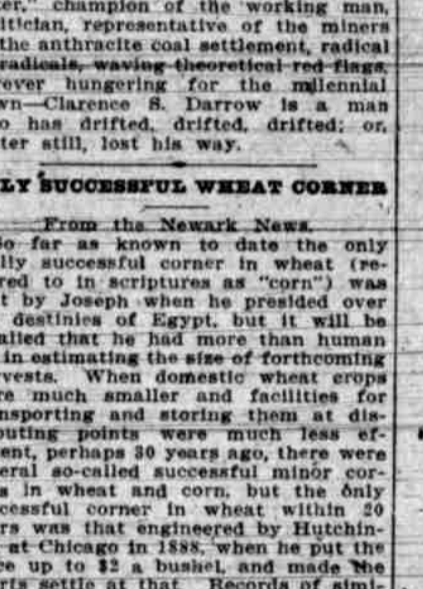 er," champion of the working man,
itician, representative of the miners
the anthracite coal settlement, radical
radicals, waving theoretical red flags,
ever hungering for the millennial
wn—Clarence S. Darrow is a man
o has drifted, drifted, drifted; or,
ter still, lost his way.
LY SUCCESSFUL WHEAT CORNER
From the Newark News.
So far as known to date the only
lly successful corner in wheat (re-
red to in scriptures as "corn") was
t by Joseph when he presided over
destinies of Egypt, but it will be
alled that he had more than human
in estimating the size of forthcoming
vests. When domestic wheat crops
re much smaller and facilities for
nsporting and storing them at dis-
buting points were much less ef-
ent, perhaps 30 years ago, there were
eral so-called successful minor cor-
s in wheat and corn, but the only
cessful corner in wheat within 20
rs was that engineered by Hutchin-
at Chicago in 1888, when he put the
ce up to $2 a bushel, and made the
rts settle at that. Records of simi-